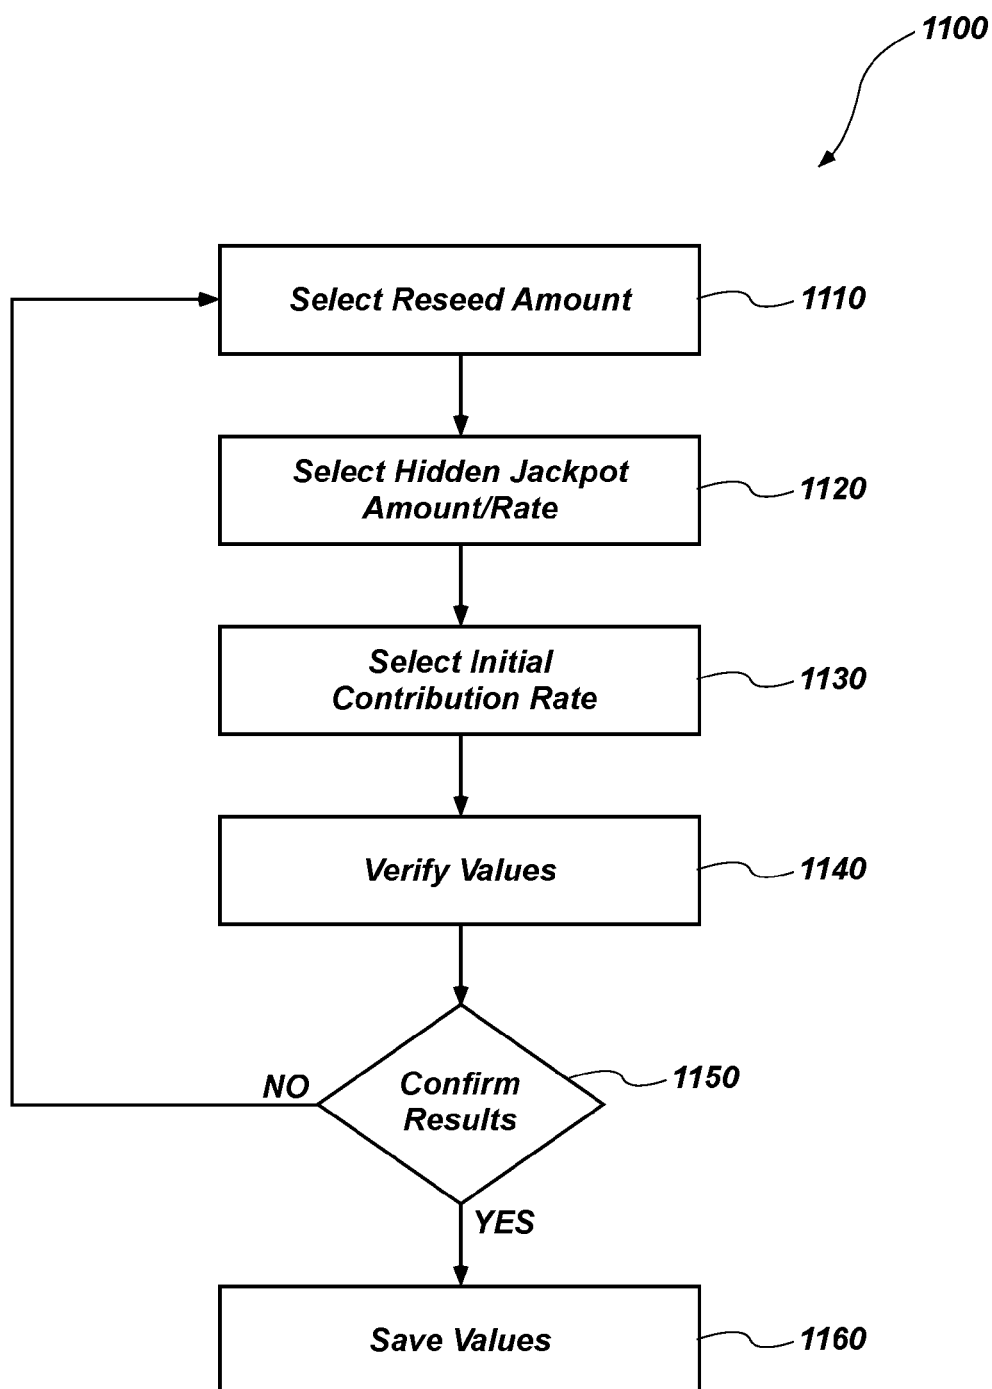 1100
Select Reseed Amount
1110
Select Hidden Jackpot
Amount/Rate
1120
Select Initial
Contribution Rate
1130
Verify Values
1140
Confirm
Results
1150
NO
YES
Save Values
1160